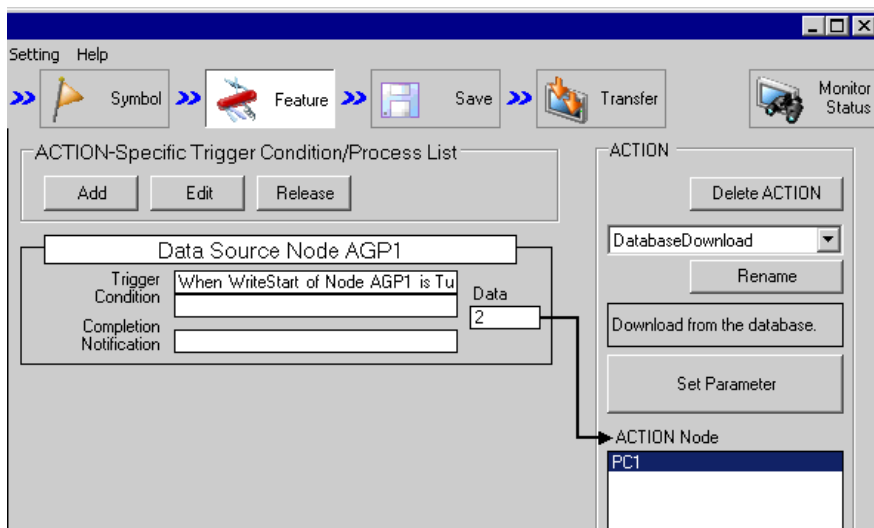 Setting Help
Symbol Feature Save Transfer Monitor Status
ACTION-Specific Trigger Condition/Process List
Add Edit Release
Data Source Node AGP1
Trigger Condition
When WriteStart of Node AGP1 is Tu
Data
2
Completion Notification
ACTION
Delete ACTION
DatabaseDownload
Rename
Download from the database.
Set Parameter
ACTION Node
PC1